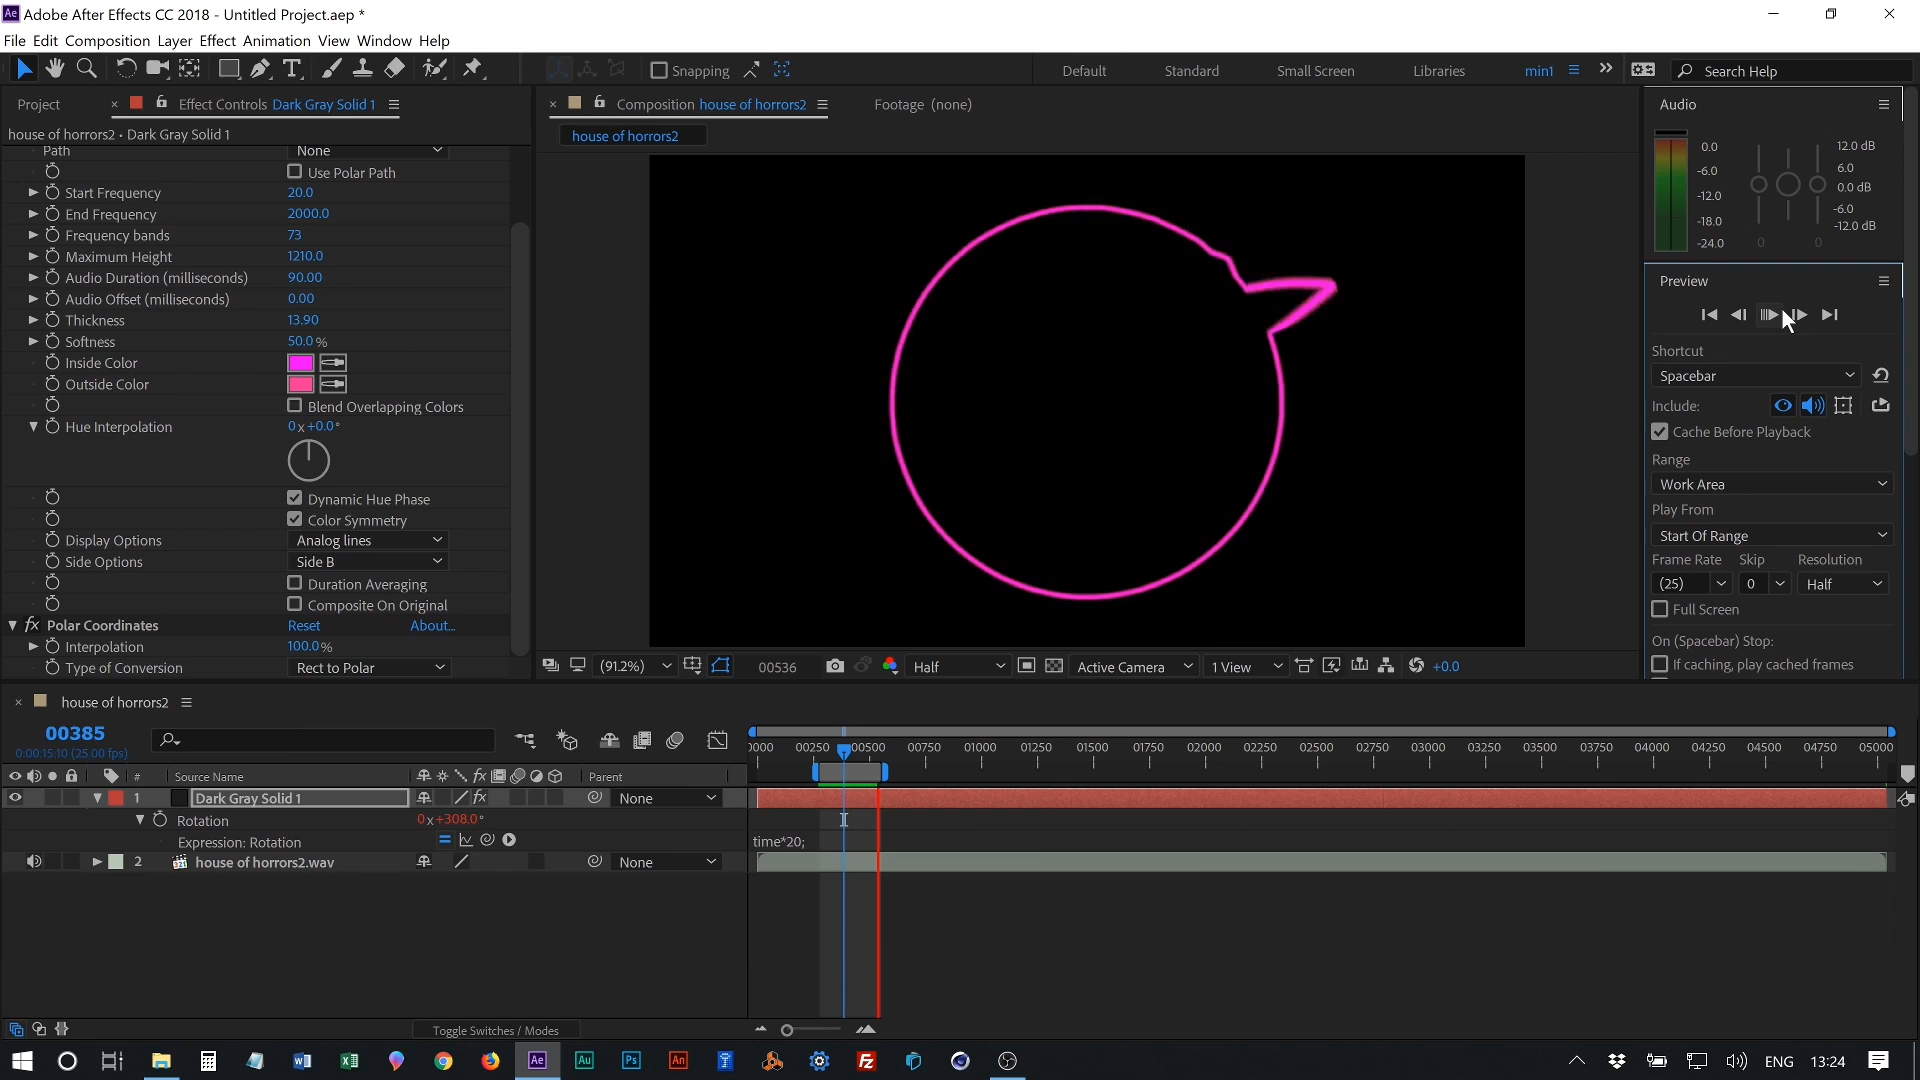 Ae Adobe After Effects CC 2018 - Untitled Project.aep *
File Edit Composition Layer Effect Animation View Window Help
Snapping
Default Standard Small Screen Libraries min1 Search Help
Project Effect Controls Dark Gray Solid 1
Composition house of horrors2 Footage (none)
Audio
house of horrors2 • Dark Gray Solid 1
house of horrors2
Path None
Use Polar Path
Start Frequency 20.0
End Frequency 2000.0
Frequency bands 73
Maximum Height 1210.0
Audio Duration (milliseconds) 90.00
Audio Offset (milliseconds) 0.00
Thickness 13.90
Softness 50.0 %
Inside Color
Outside Color
Blend Overlapping Colors
Hue Interpolation 0 x +0.0 °
Dynamic Hue Phase
Color Symmetry
Display Options Analog lines
Side Options Side B
Duration Averaging
Composite On Original
fx Polar Coordinates Reset About...
Interpolation 100.0 %
Type of Conversion Rect to Polar
(91.2%) 00536 Half Active Camera 1 View +0.0
0.0 12.0 dB
-6.0 6.0
-12.0 0.0 dB
-18.0 -6.0
-24.0 0 0 -12.0 dB
Preview
Shortcut
Spacebar
Include:
Cache Before Playback
Range
Work Area
Play From
Start Of Range
Frame Rate Skip Resolution
(25) 0 Half
Full Screen
On (Spacebar) Stop:
If caching, play cached frames
house of horrors2
00385
0:00:15:10 (25.00 fps)
0000 00250 00500 00750 01000 01250 01500 01750 02000 02250 02500 02750 03000 03250 03500 03750 04000 04250 04500 04750 05000
# Source Name fx Parent
1 Dark Gray Solid 1 fx None
Rotation 0 x +308.0 °
Expression: Rotation time*20;
2 house of horrors2.wav None
Toggle Switches / Modes
Ae Au Ps An Fz ENG 13:24